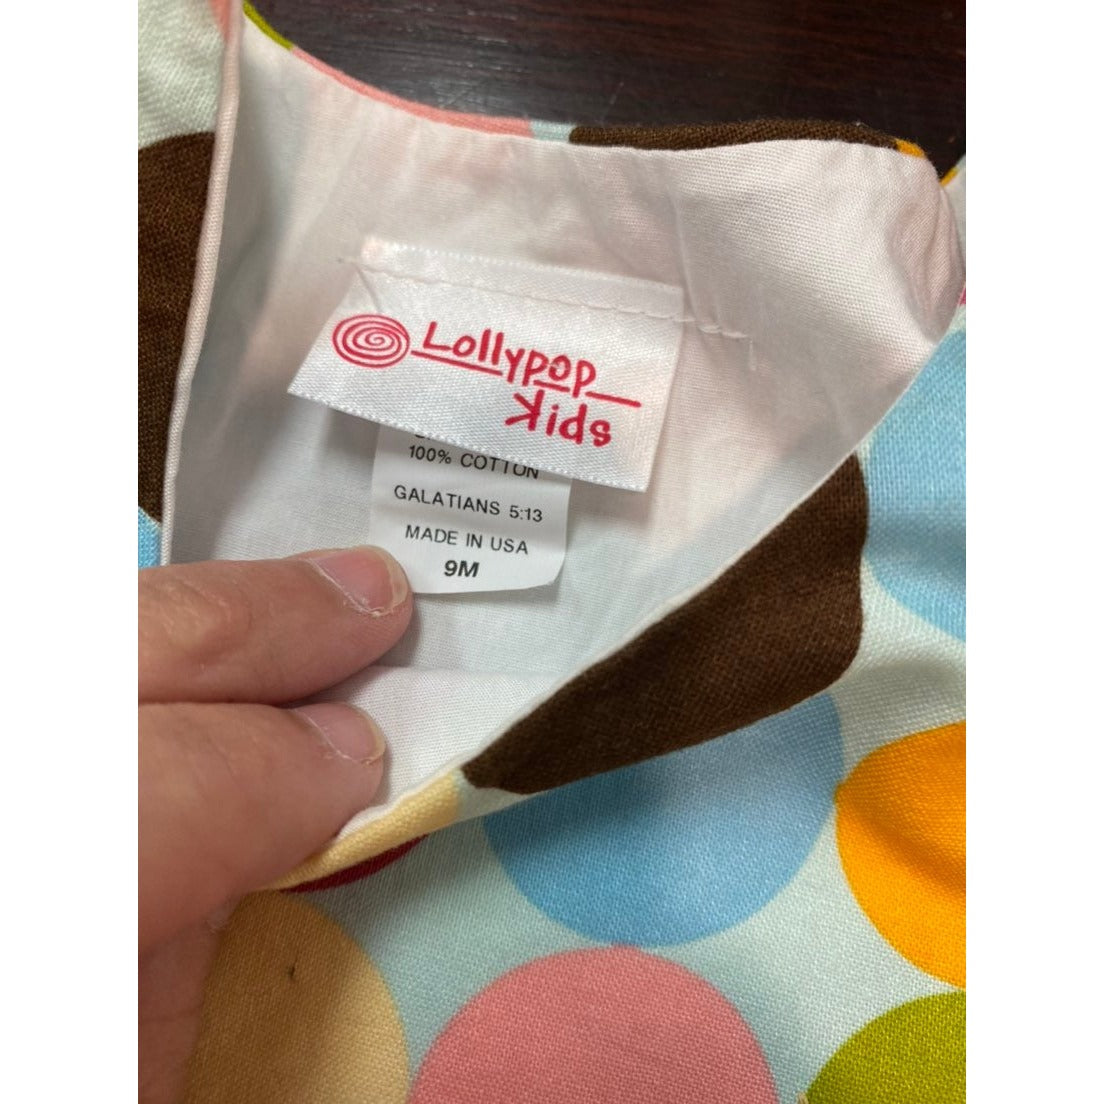 Lollypop
Kids
100% COTTON
GALATIANS 5:13
MADE IN USA
9M